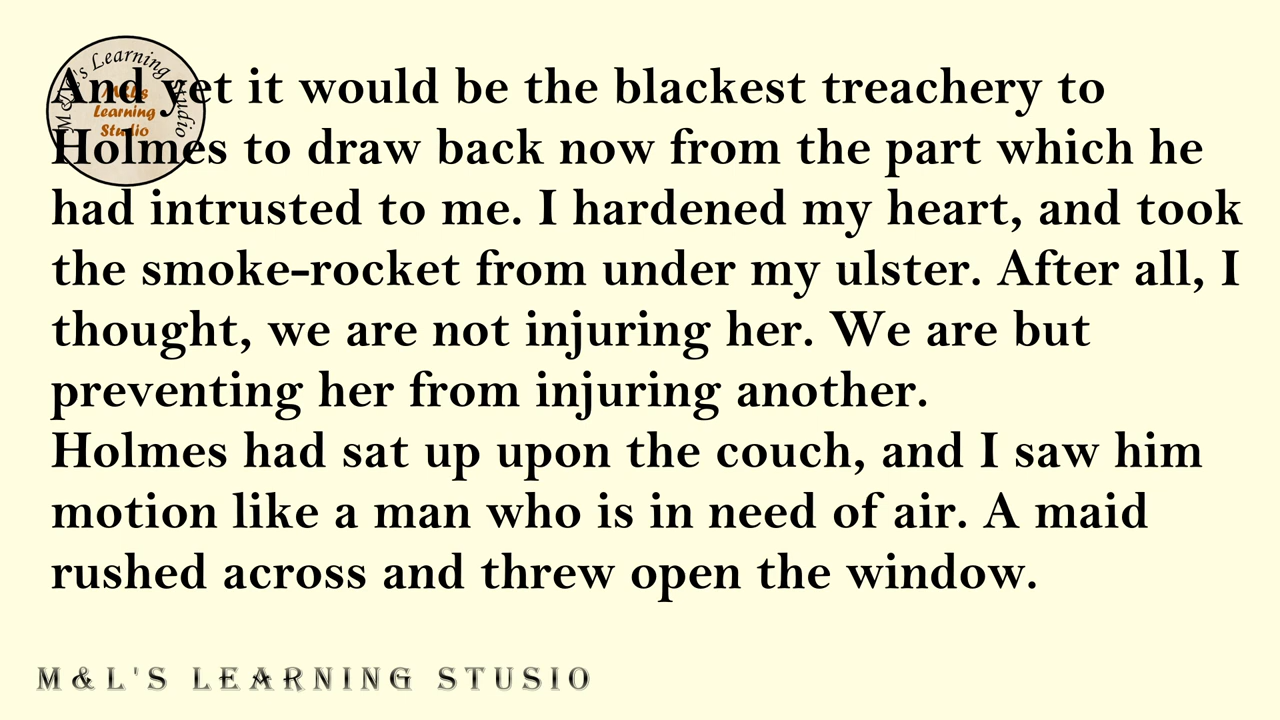 And yet it would be the blackest treachery to
Holmes to draw back now from the part which he
had intrusted to me. I hardened my heart, and took
the smoke-rocket from under my ulster. After all, I
thought, we are not injuring her. We are but
preventing her from injuring another.
Holmes had sat up upon the couch, and I saw him
motion like a man who is in need of air. A maid
rushed across and threw open the window.
M&L's Learning Studio
M&Ls
Learning
Studio
M&L'S LEARNING STUSIO